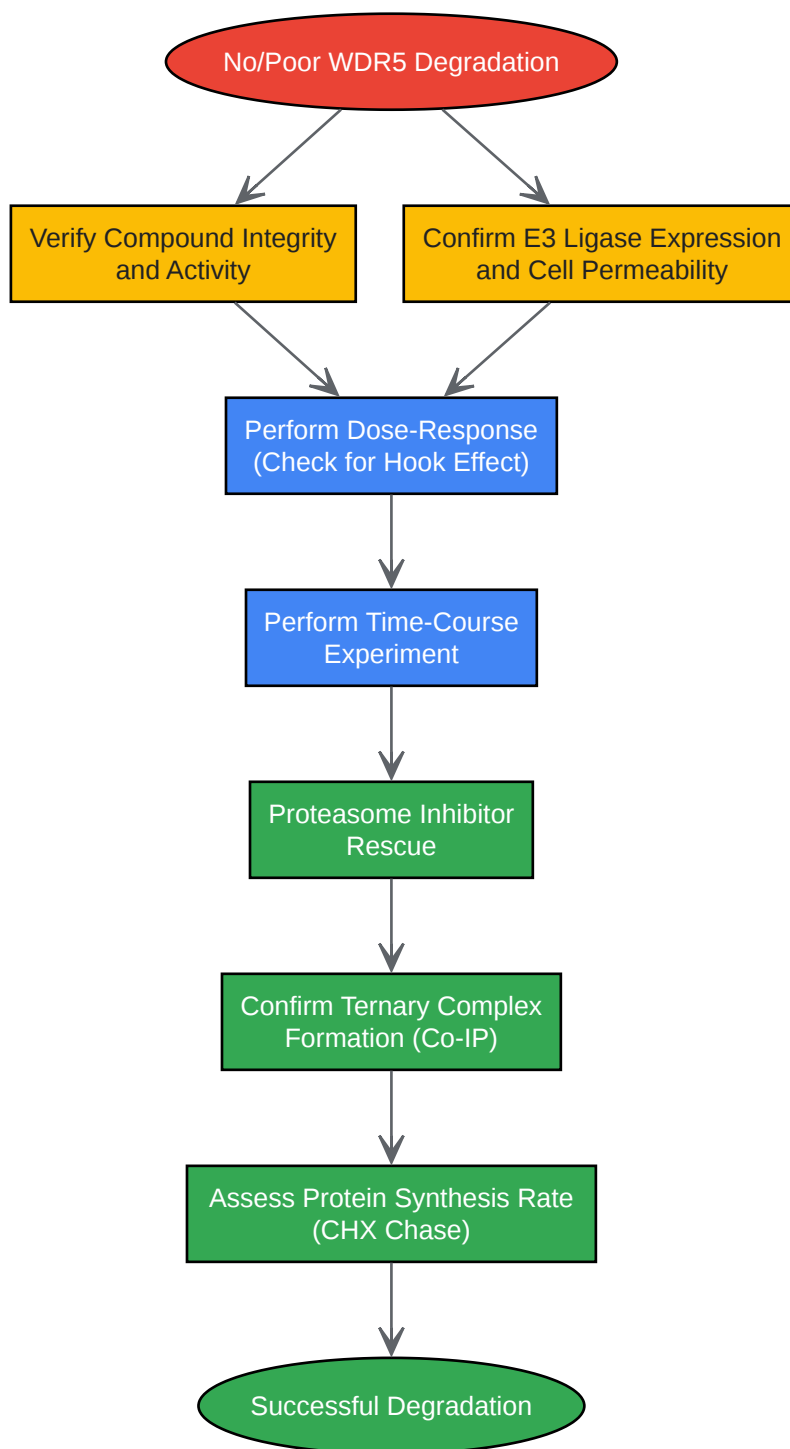 No/Poor WDR5 Degradation
Verify Compound Integrity
and Activity
Confirm E3 Ligase Expression
and Cell Permeability
Perform Dose-Response
(Check for Hook Effect)
Perform Time-Course
Experiment
Proteasome Inhibitor
Rescue
Confirm Ternary Complex
Formation (Co-IP)
Assess Protein Synthesis Rate
(CHX Chase)
Successful Degradation